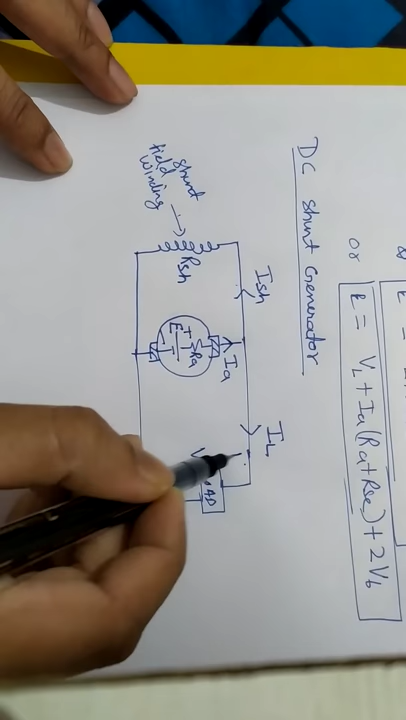 or
E = VL + Ia(Ra+Rse) + 2Vb
DC shunt Generator
Ish
IL
Ia
Rsh
Ra
E
shunt
field
winding